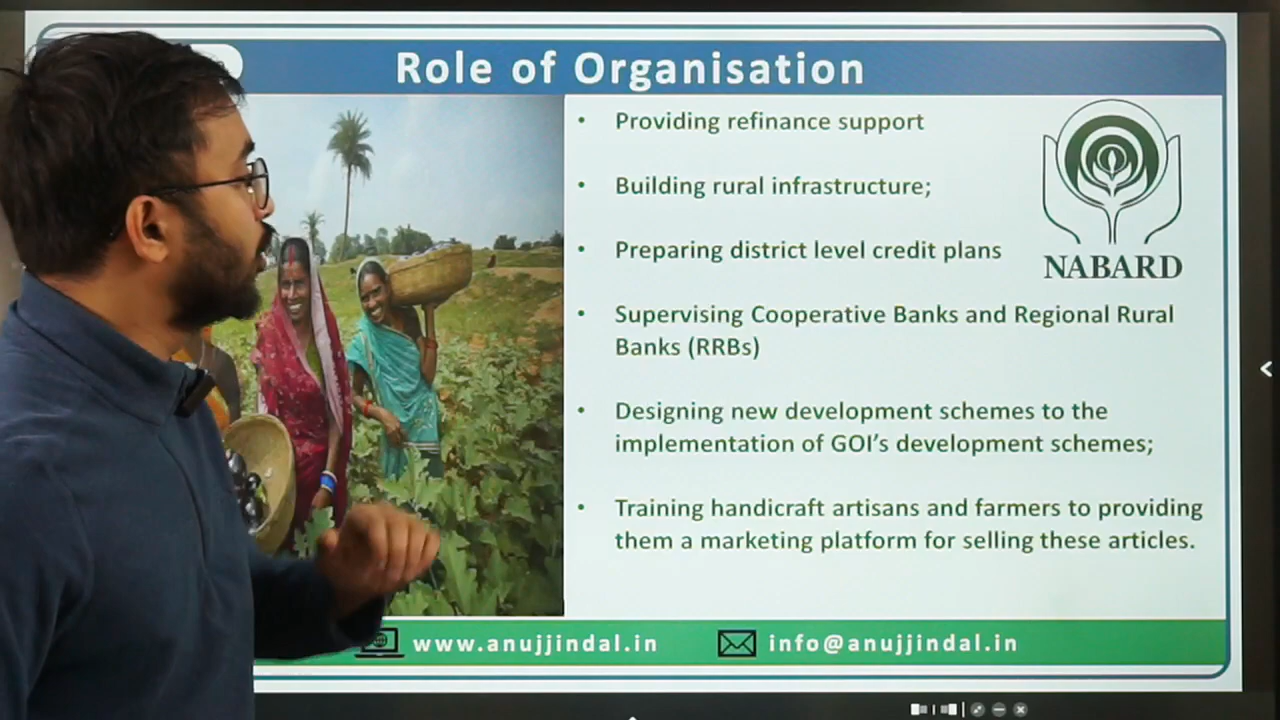 Role of Organisation
• Providing refinance support
• Building rural infrastructure;
• Preparing district level credit plans
• Supervising Cooperative Banks and Regional Rural
Banks (RRBs)
• Designing new development schemes to the
implementation of GOI’s development schemes;
• Training handicraft artisans and farmers to providing
them a marketing platform for selling these articles.
NABARD
www.anujjindal.in
info@anujjindal.in